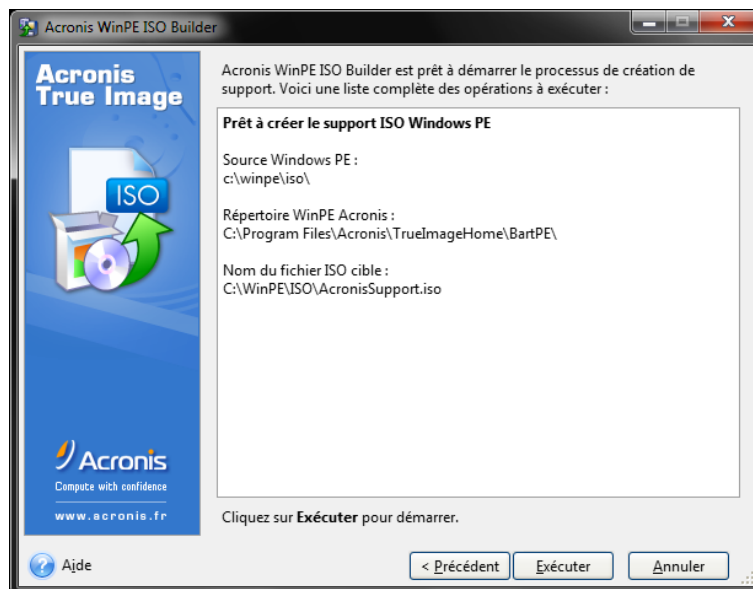 Acronis WinPE ISO Builder
Acronis
True Image
ISO
Acronis
Compute with confidence
www.acronis.fr
Acronis WinPE ISO Builder est prêt à démarrer le processus de création de
support. Voici une liste complète des opérations à exécuter :
Prêt à créer le support ISO Windows PE
Source Windows PE :
c:\winpe\iso\
Répertoire WinPE Acronis :
C:\Program Files\Acronis\TrueImageHome\BartPE\
Nom du fichier ISO cible :
C:\WinPE\ISO\AcronisSupport.iso
Cliquez sur Exécuter pour démarrer.
Aide
< Précédent
Exécuter
Annuler